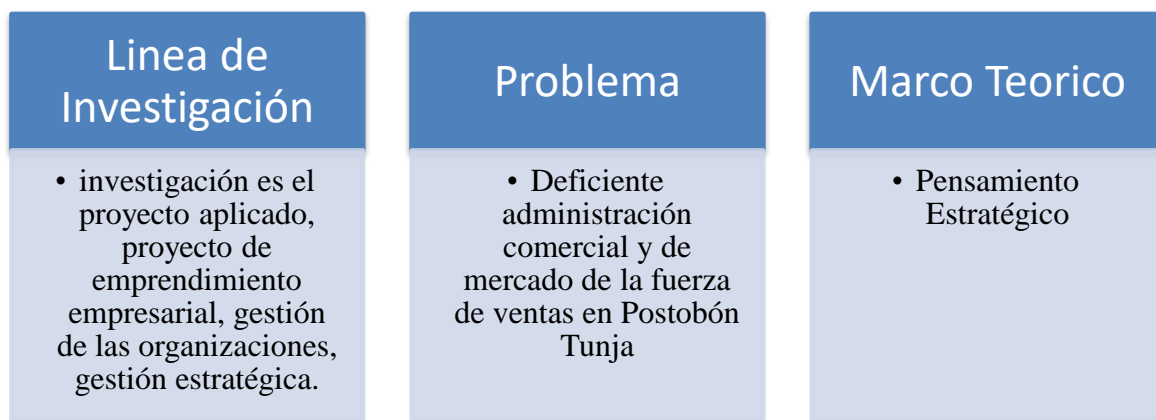 Linea de
Investigación
• investigación es el
proyecto aplicado,
proyecto de
emprendimiento
empresarial, gestión
de las organizaciones,
gestión estratégica.
Problema
• Deficiente
administración
comercial y de
mercado de la fuerza
de ventas en Postobón
Tunja
Marco Teorico
• Pensamiento
Estratégico